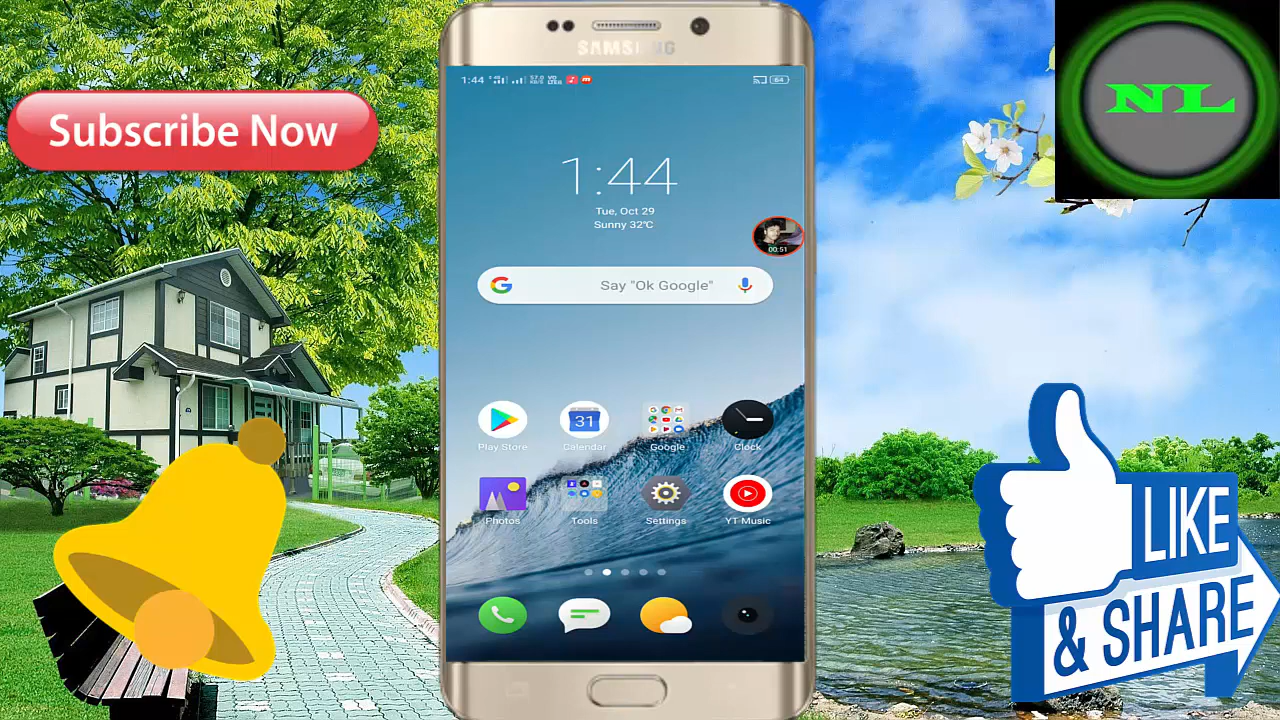 SAMSUNG
Subscribe Now
NL
1:44
64
1:44
Tue, Oct 29
Sunny 32℃
00:51
Say "Ok Google"
31
Play Store
Calendar
Google
Clock
Photos
Tools
Settings
YT Music
LIKE
& SHARE